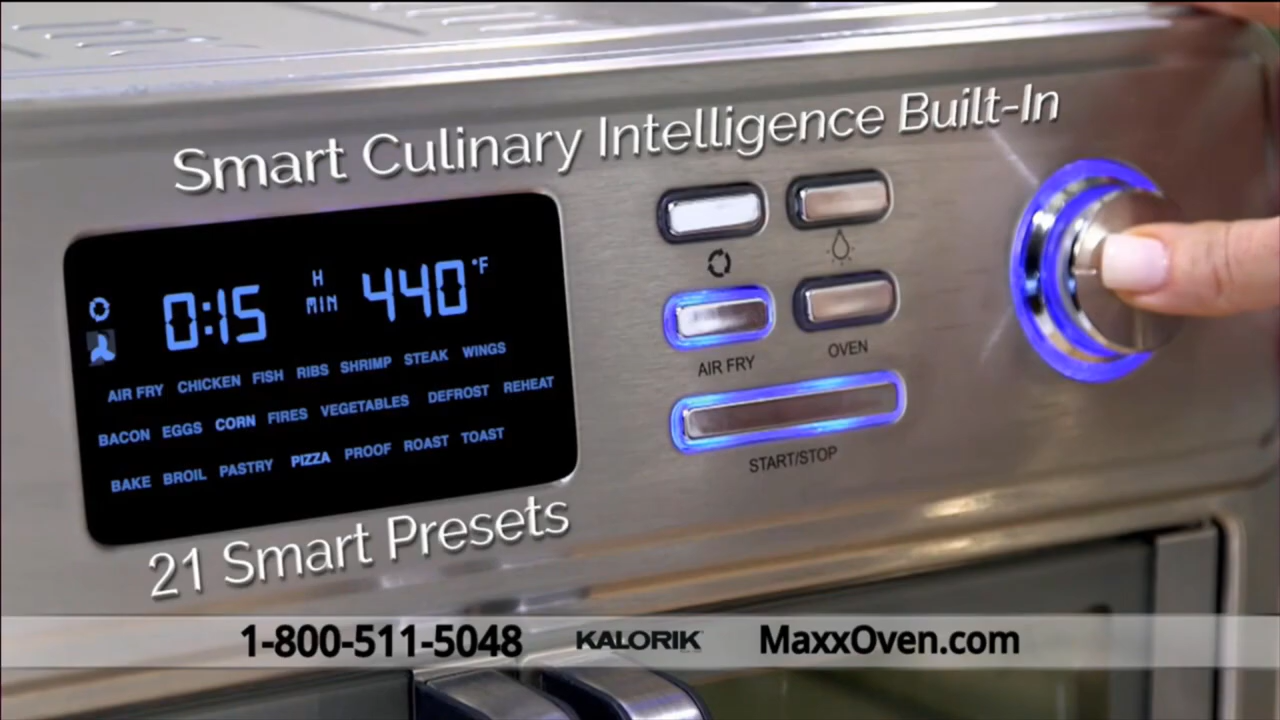 Smart Culinary Intelligence Built-In
0:15 H MIN 440°F
AIR FRY CHICKEN FISH RIBS SHRIMP STEAK WINGS
BACON EGGS CORN FIRES VEGETABLES DEFROST REHEAT
BAKE BROIL PASTRY PIZZA PROOF ROAST TOAST
AIR FRY
OVEN
START/STOP
21 Smart Presets
1-800-511-5048 KALORIK MaxxOven.com